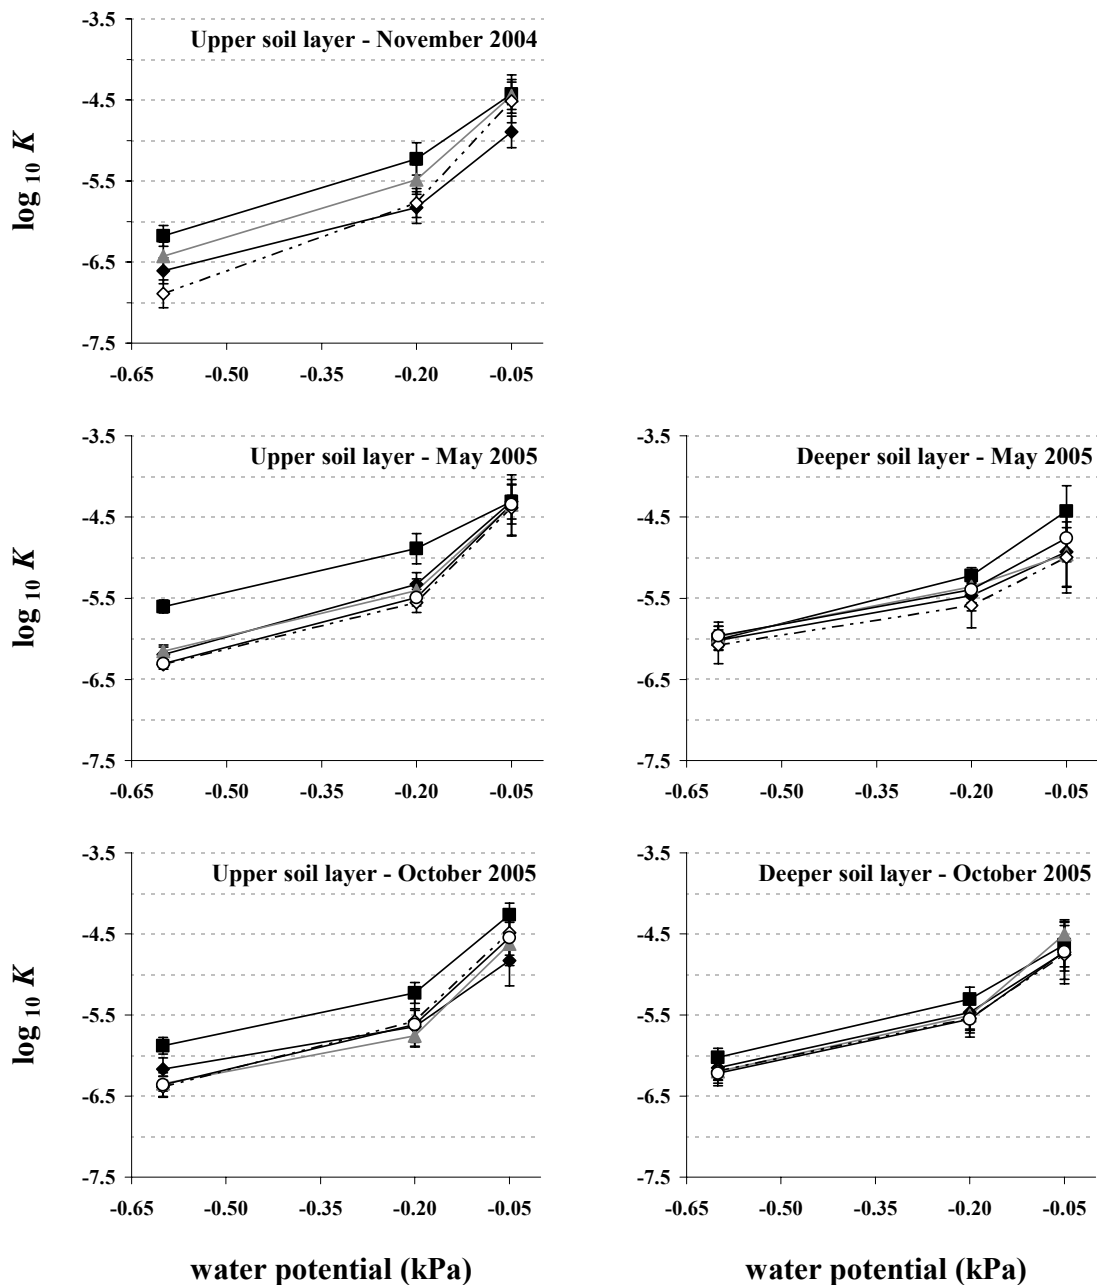 Upper soil layer - November 2004
-3.5
-4.5
-5.5
-6.5
-7.5
log 10 K
-0.65 -0.50 -0.35 -0.20 -0.05
Upper soil layer - May 2005
-3.5
-4.5
-5.5
-6.5
-7.5
log 10 K
-0.65 -0.50 -0.35 -0.20 -0.05
Deeper soil layer - May 2005
-3.5
-4.5
-5.5
-6.5
-7.5
-0.65 -0.50 -0.35 -0.20 -0.05
Upper soil layer - October 2005
-3.5
-4.5
-5.5
-6.5
-7.5
log 10 K
-0.65 -0.50 -0.35 -0.20 -0.05
water potential (kPa)
Deeper soil layer - October 2005
-3.5
-4.5
-5.5
-6.5
-7.5
-0.65 -0.50 -0.35 -0.20 -0.05
water potential (kPa)